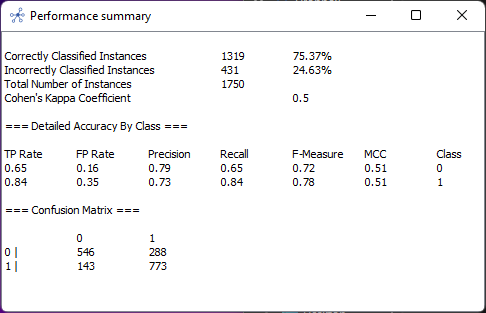 Performance summary
Correctly Classified Instances 1319 75.37%
Incorrectly Classified Instances 431 24.63%
Total Number of Instances 1750
Cohen's Kappa Coefficient 0.5
=== Detailed Accuracy By Class ===
TP Rate FP Rate Precision Recall F-Measure MCC Class
0.65 0.16 0.79 0.65 0.72 0.51 0
0.84 0.35 0.73 0.84 0.78 0.51 1
=== Confusion Matrix ===
0 1
0 | 546 288
1 | 143 773